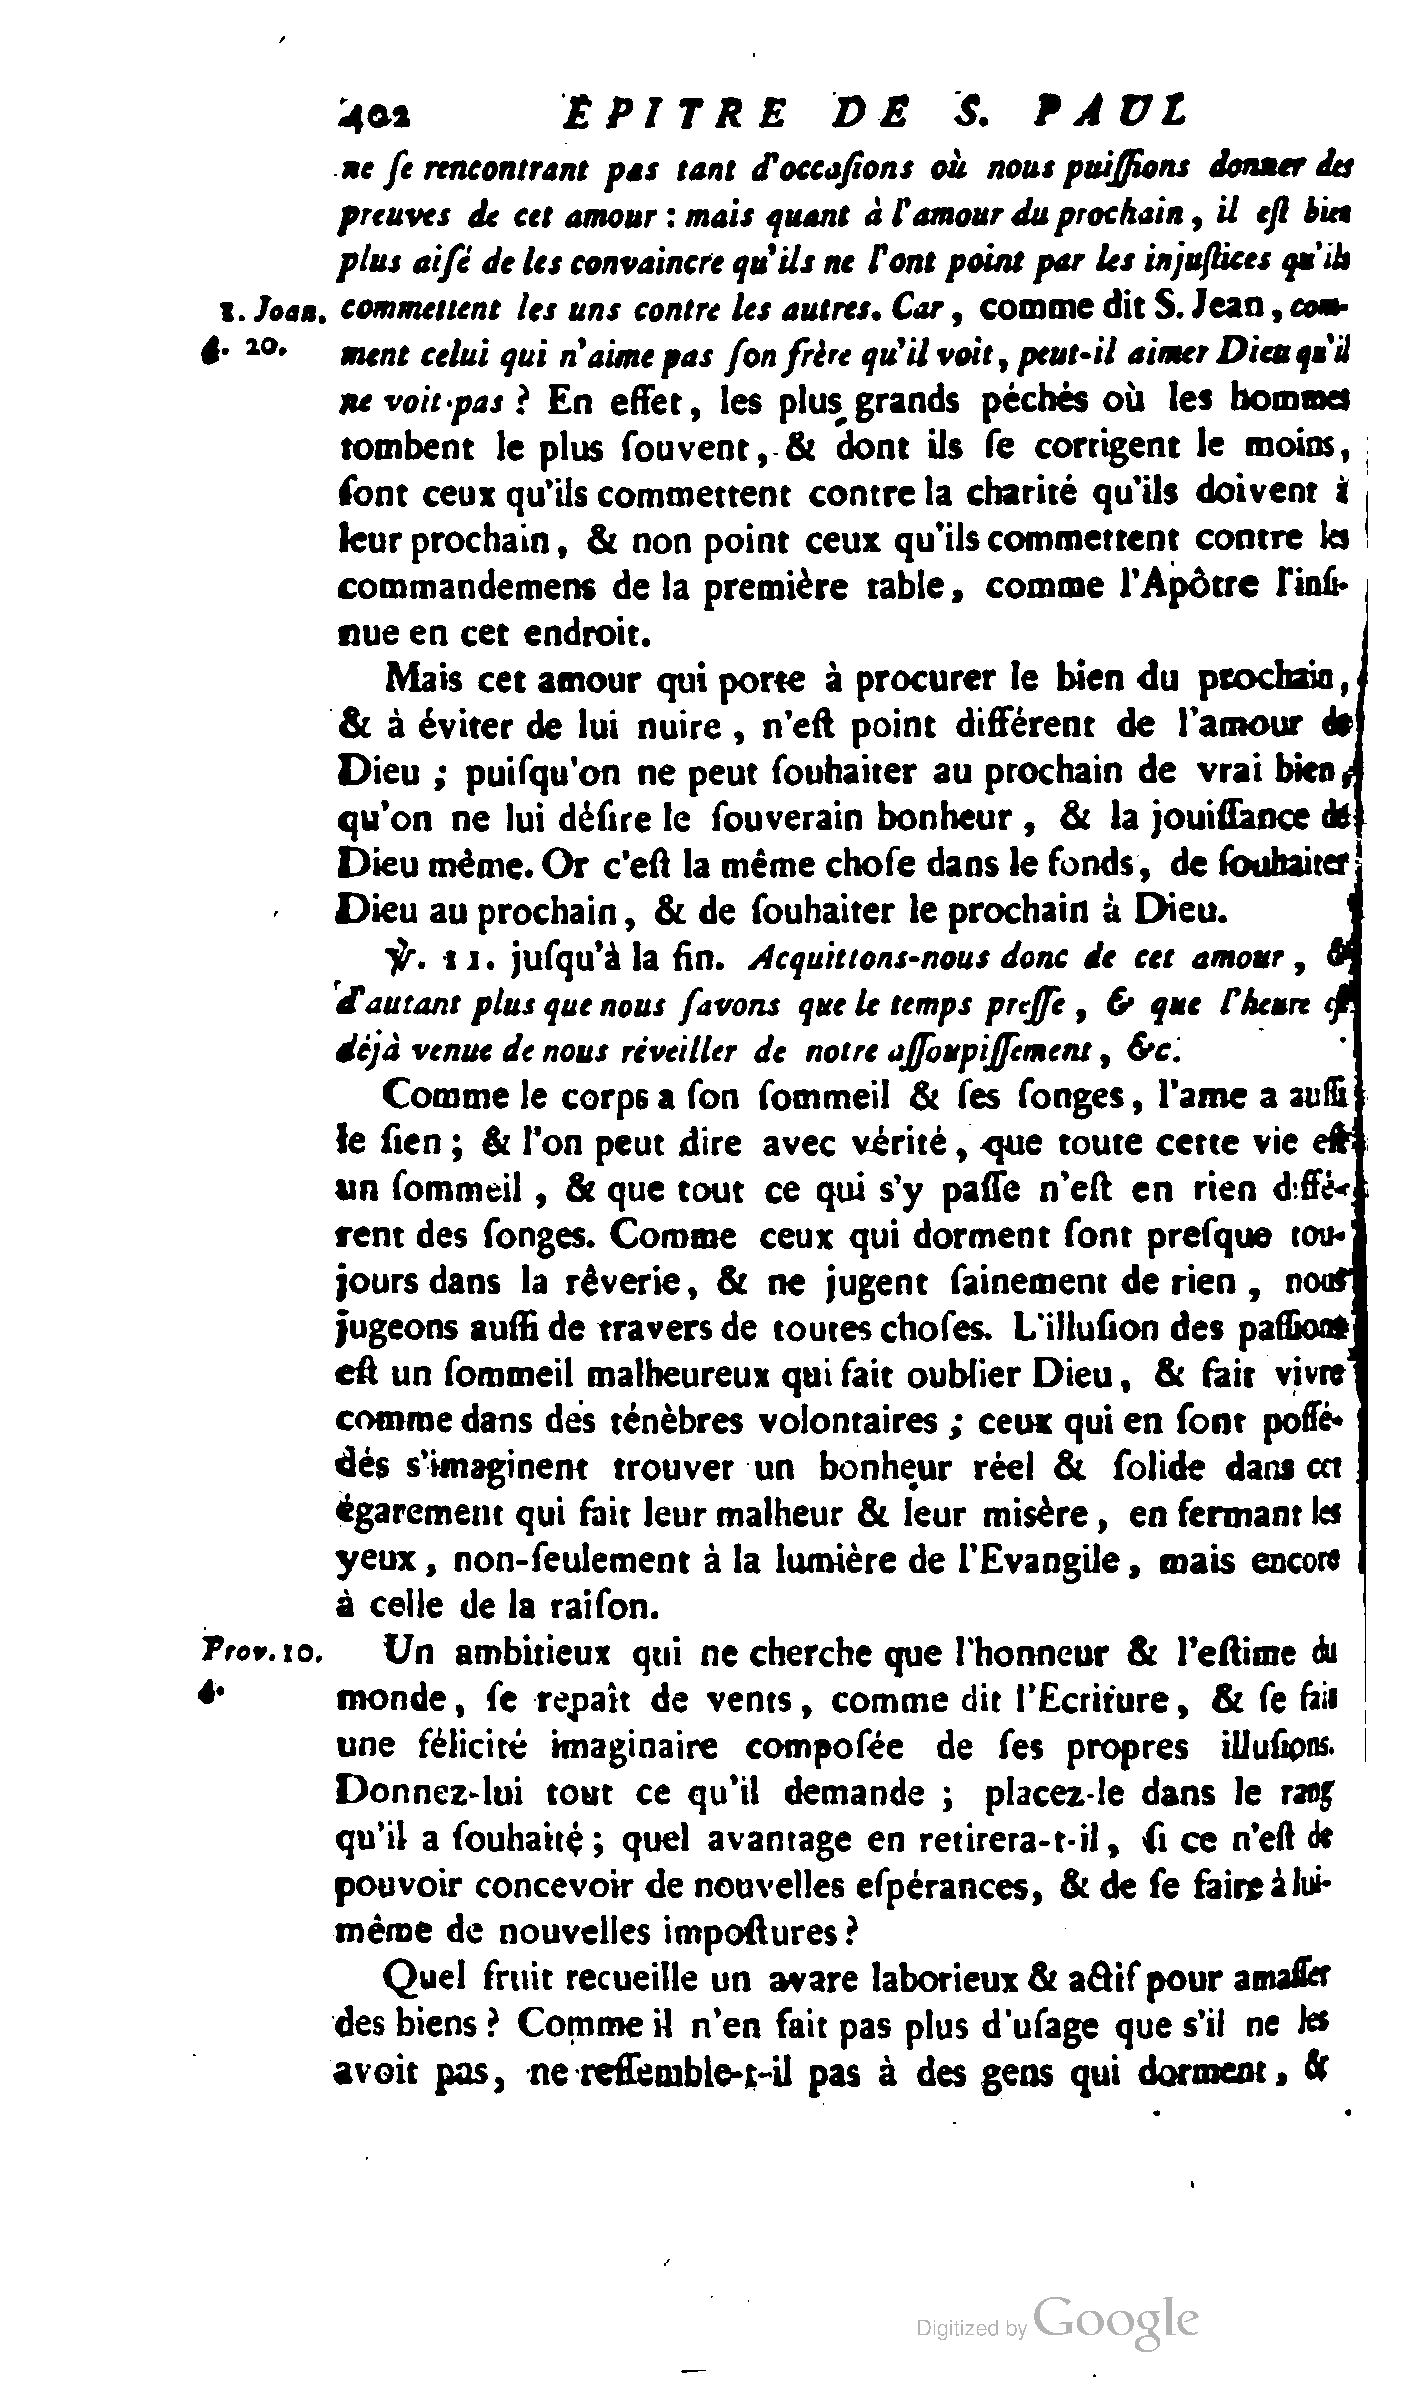 402 EPITRE DE S. PAUL
ne ſe rencontrant pas tant d'occaſions où nous puiſſions donner des
preuves de cet amour : mais quant à l'amour du prochain, il eſt bien
plus aiſé de les convaincre qu'ils ne l'ont point par les injuſtices qu'ils
1. Joan. commettent les uns contre les autres. Car, comme dit S. Jean, com-
4. 20. ment celui qui n'aime pas ſon frère qu'il voit, peut-il aimer Dieu qu'il
ne voit pas ? En effet, les plus grands péchés où les hommes
tombent le plus ſouvent, & dont ils ſe corrigent le moins,
ſont ceux qu'ils commettent contre la charité qu'ils doivent à
leur prochain, & non point ceux qu'ils commettent contre les
commandemens de la première table, comme l'Apôtre l'inſi-
nue en cet endroit.
Mais cet amour qui porte à procurer le bien du prochain,
& à éviter de lui nuire, n'eſt point différent de l'amour de
Dieu ; puiſqu'on ne peut ſouhaiter au prochain de vrai bien,
qu'on ne lui déſire le ſouverain bonheur, & la jouiſſance de
Dieu même. Or c'eſt la même choſe dans le fonds, de ſouhaiter
Dieu au prochain, & de ſouhaiter le prochain à Dieu.
℣. 11. juſqu'à la fin. Acquittons-nous donc de cet amour, &
d'autant plus que nous ſavons que le temps preſſe, & que l'heure eſt
déjà venue de nous réveiller de notre aſſoupiſſement, &c.
Comme le corps a ſon ſommeil & ſes ſonges, l'ame a auſſi
le ſien ; & l'on peut dire avec vérité, que toute cette vie eſt
un ſommeil, & que tout ce qui s'y paſſe n'eſt en rien diffé-
rent des ſonges. Comme ceux qui dorment ſont preſque tou-
jours dans la rêverie, & ne jugent ſainement de rien, nous
jugeons auſſi de travers de toutes choſes. L'illuſion des paſſions
eſt un ſommeil malheureux qui fait oublier Dieu, & fait vivre
comme dans des ténèbres volontaires ; ceux qui en ſont poſſé-
dés s'imaginent trouver un bonheur réel & ſolide dans cet
égarement qui fait leur malheur & leur misère, en fermant les
yeux, non-ſeulement à la lumière de l'Evangile, mais encore
à celle de la raiſon.
Prov. 10. Un ambitieux qui ne cherche que l'honneur & l'eſtime du
4. monde, ſe repaît de vents, comme dit l'Ecriture, & ſe fait
une félicité imaginaire compoſée de ſes propres illuſions.
Donnez-lui tout ce qu'il demande ; placez-le dans le rang
qu'il a ſouhaité ; quel avantage en retirera-t-il, ſi ce n'eſt de
pouvoir concevoir de nouvelles eſpérances, & de ſe faire à lui-
même de nouvelles impoſtures ?
Quel fruit recueille un avare laborieux & actif pour amaſſer
des biens ? Comme il n'en fait pas plus d'uſage que s'il ne les
avoit pas, ne reſſemble-t-il pas à des gens qui dorment, &
Digitized by Google